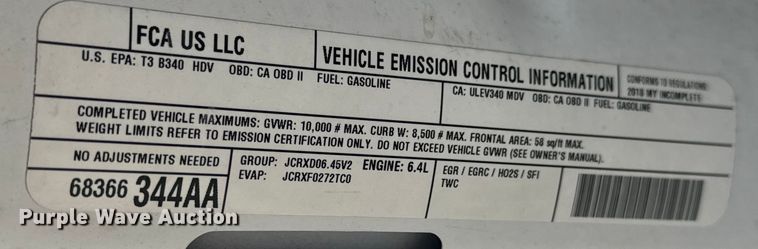 FCA US LLC
VEHICLE EMISSION CONTROL INFORMATION
CONFORMS TO REGULATIONS:
2018 MY INCOMPLETE
U.S. EPA: T3 B340 HDV OBD: CA OBD II FUEL: GASOLINE
CA: ULEV340 MDV OBD: CA OBD II FUEL: GASOLINE
COMPLETED VEHICLE MAXIMUMS: GVWR: 10,000 # MAX. CURB W: 8,500 # MAX. FRONTAL AREA: 58 sq/ft MAX.
WEIGHT LIMITS REFER TO EMISSION CERTIFICATION ONLY. DO NOT EXCEED VEHICLE GVWR (SEE OWNER'S MANUAL).
NO ADJUSTMENTS NEEDED
68366 344AA
GROUP: JCRXD06.45V2 ENGINE: 6.4L
EVAP: JCRXF0272TC0
EGR / EGRC / HO2S / SFI
TWC
Purple Wave Auction